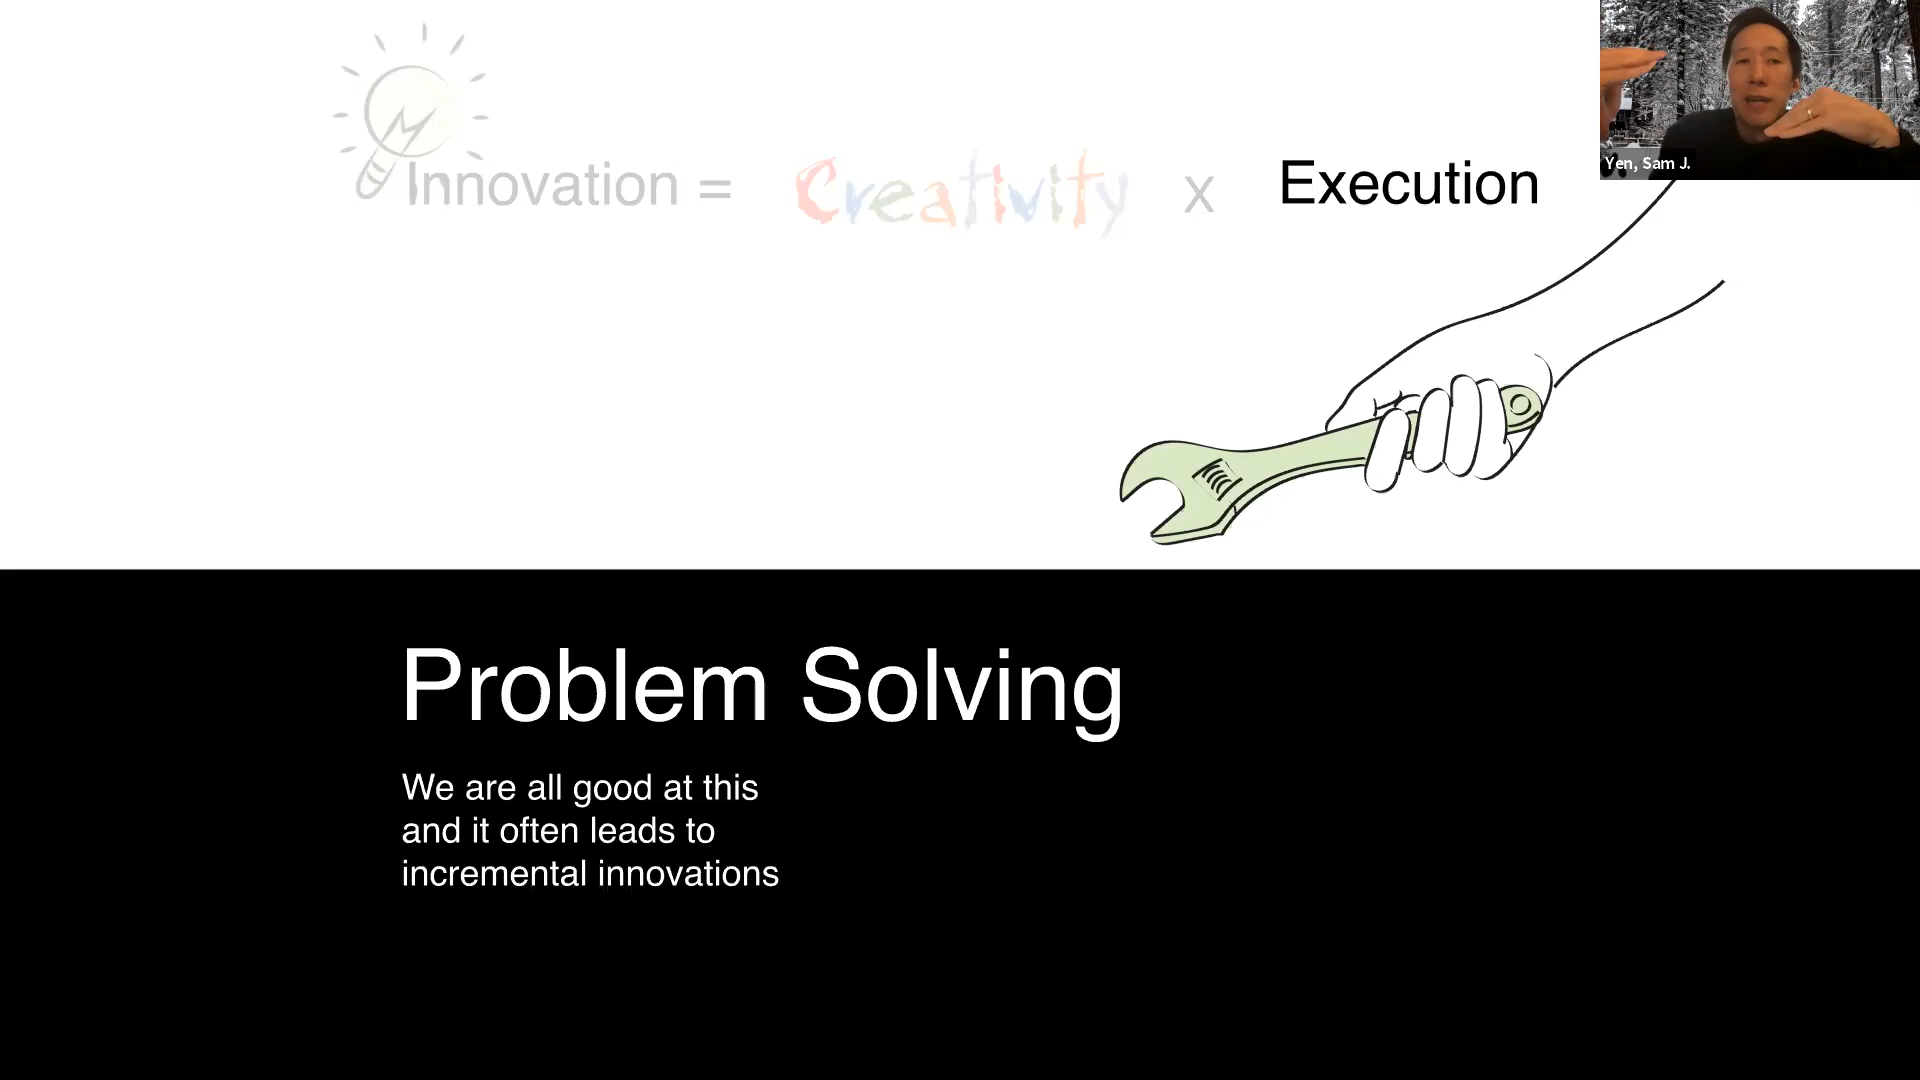 Innovation = Creativity x Execution
Yen, Sam J.
Problem Solving
We are all good at this
and it often leads to
incremental innovations